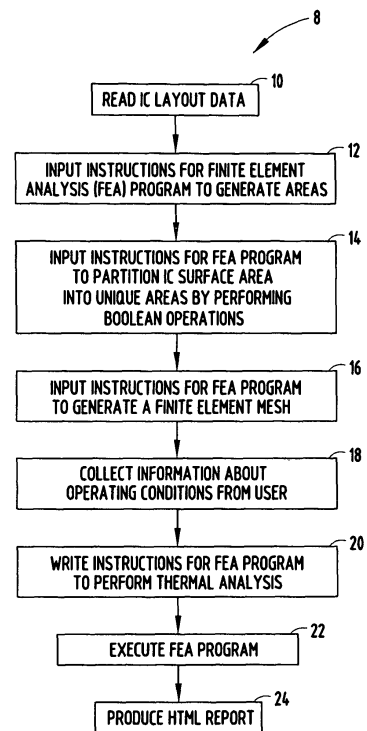 8
10
READ IC LAYOUT DATA
12
INPUT INSTRUCTIONS FOR FINITE ELEMENT
ANALYSIS (FEA) PROGRAM TO GENERATE AREAS
14
INPUT INSTRUCTIONS FOR FEA PROGRAM
TO PARTITION IC SURFACE AREA
INTO UNIQUE AREAS BY PERFORMING
BOOLEAN OPERATIONS
16
INPUT INSTRUCTIONS FOR FEA PROGRAM
TO GENERATE A FINITE ELEMENT MESH
18
COLLECT INFORMATION ABOUT
OPERATING CONDITIONS FROM USER
20
WRITE INSTRUCTIONS FOR FEA PROGRAM
TO PERFORM THERMAL ANALYSIS
22
EXECUTE FEA PROGRAM
24
PRODUCE HTML REPORT